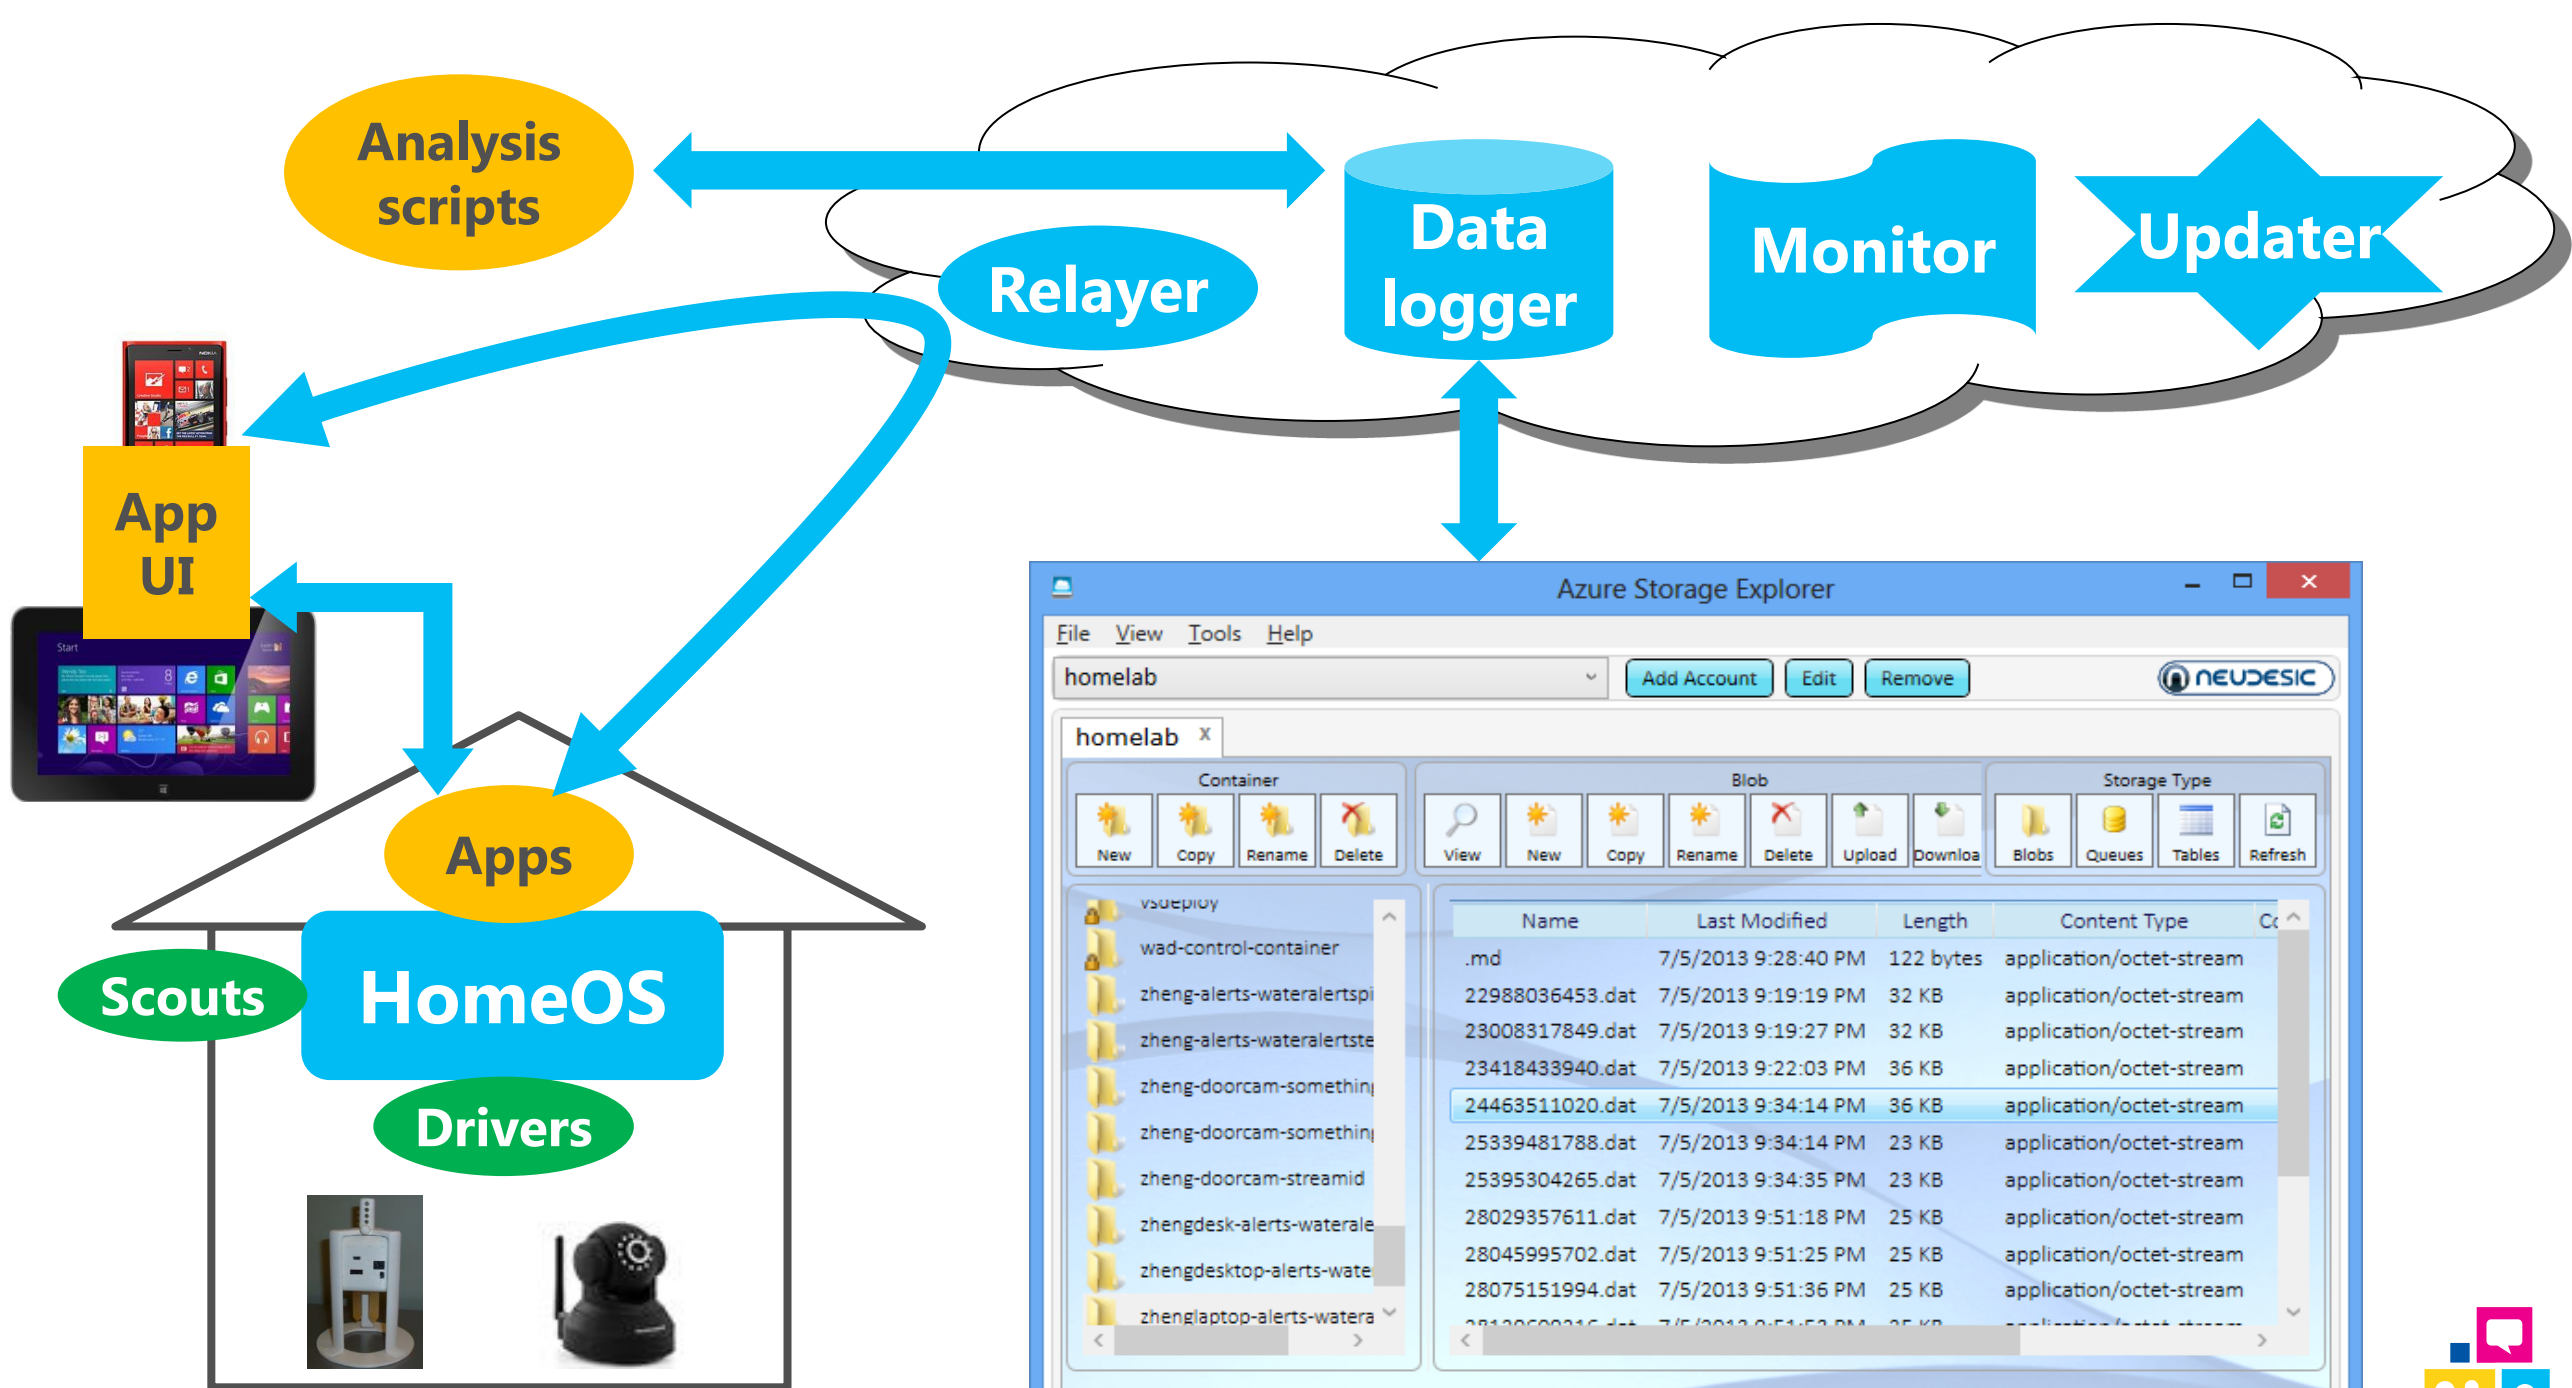 Analysis
scripts
Relayer
Data
logger
Monitor
Updater
NOKIA
App
UI
Start
Apps
Scouts
HomeOS
Drivers
Azure Storage Explorer
File View Tools Help
homelab
Add Account Edit Remove
NEUDESIC
homelab x
Container
New Copy Rename Delete
Blob
View New Copy Rename Delete Upload Downloa
Storage Type
Blobs Queues Tables Refresh
vsdeploy
wad-control-container
zheng-alerts-wateralertspi
zheng-alerts-wateralertste
zheng-doorcam-something
zheng-doorcam-something
zheng-doorcam-streamid
zhengdesk-alerts-waterale
zhengdesktop-alerts-wate
zhenglaptop-alerts-watera
Name Last Modified Length Content Type Co
.md 7/5/2013 9:28:40 PM 122 bytes application/octet-stream
22988036453.dat 7/5/2013 9:19:19 PM 32 KB application/octet-stream
23008317849.dat 7/5/2013 9:19:27 PM 32 KB application/octet-stream
23418433940.dat 7/5/2013 9:22:03 PM 36 KB application/octet-stream
24463511020.dat 7/5/2013 9:34:14 PM 36 KB application/octet-stream
25339481788.dat 7/5/2013 9:34:14 PM 23 KB application/octet-stream
25395304265.dat 7/5/2013 9:34:35 PM 23 KB application/octet-stream
28029357611.dat 7/5/2013 9:51:18 PM 25 KB application/octet-stream
28045995702.dat 7/5/2013 9:51:25 PM 25 KB application/octet-stream
28075151994.dat 7/5/2013 9:51:36 PM 25 KB application/octet-stream